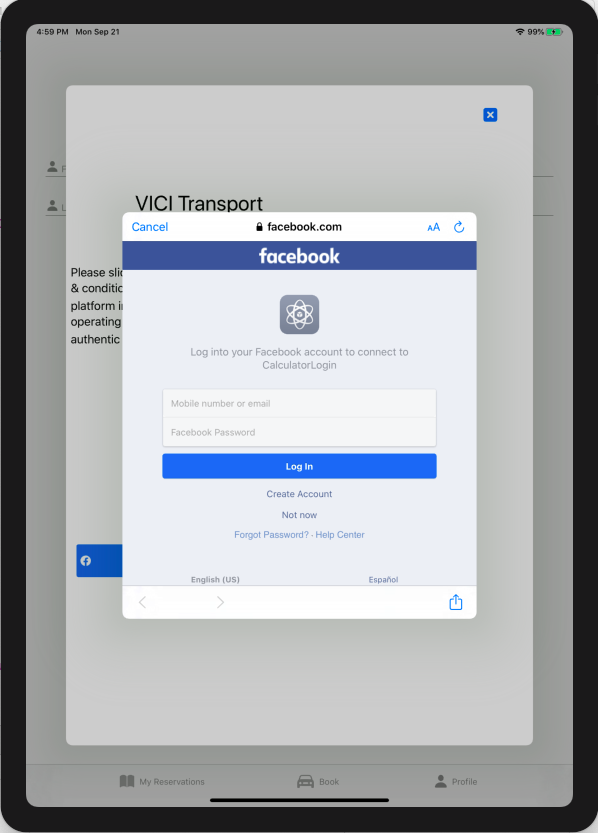 4:59 PM Mon Sep 21
99%
VICI Transport
Cancel
facebook.com
AA
facebook
Please
& conditic
platform i
operating
authentic
Log into your Facebook account to connect to
CalculatorLogin
Mobile number or email
Facebook Password
Log In
Create Account
Not now
Forgot Password? · Help Center
English (US)
Español
My Reservations
Book
Profile